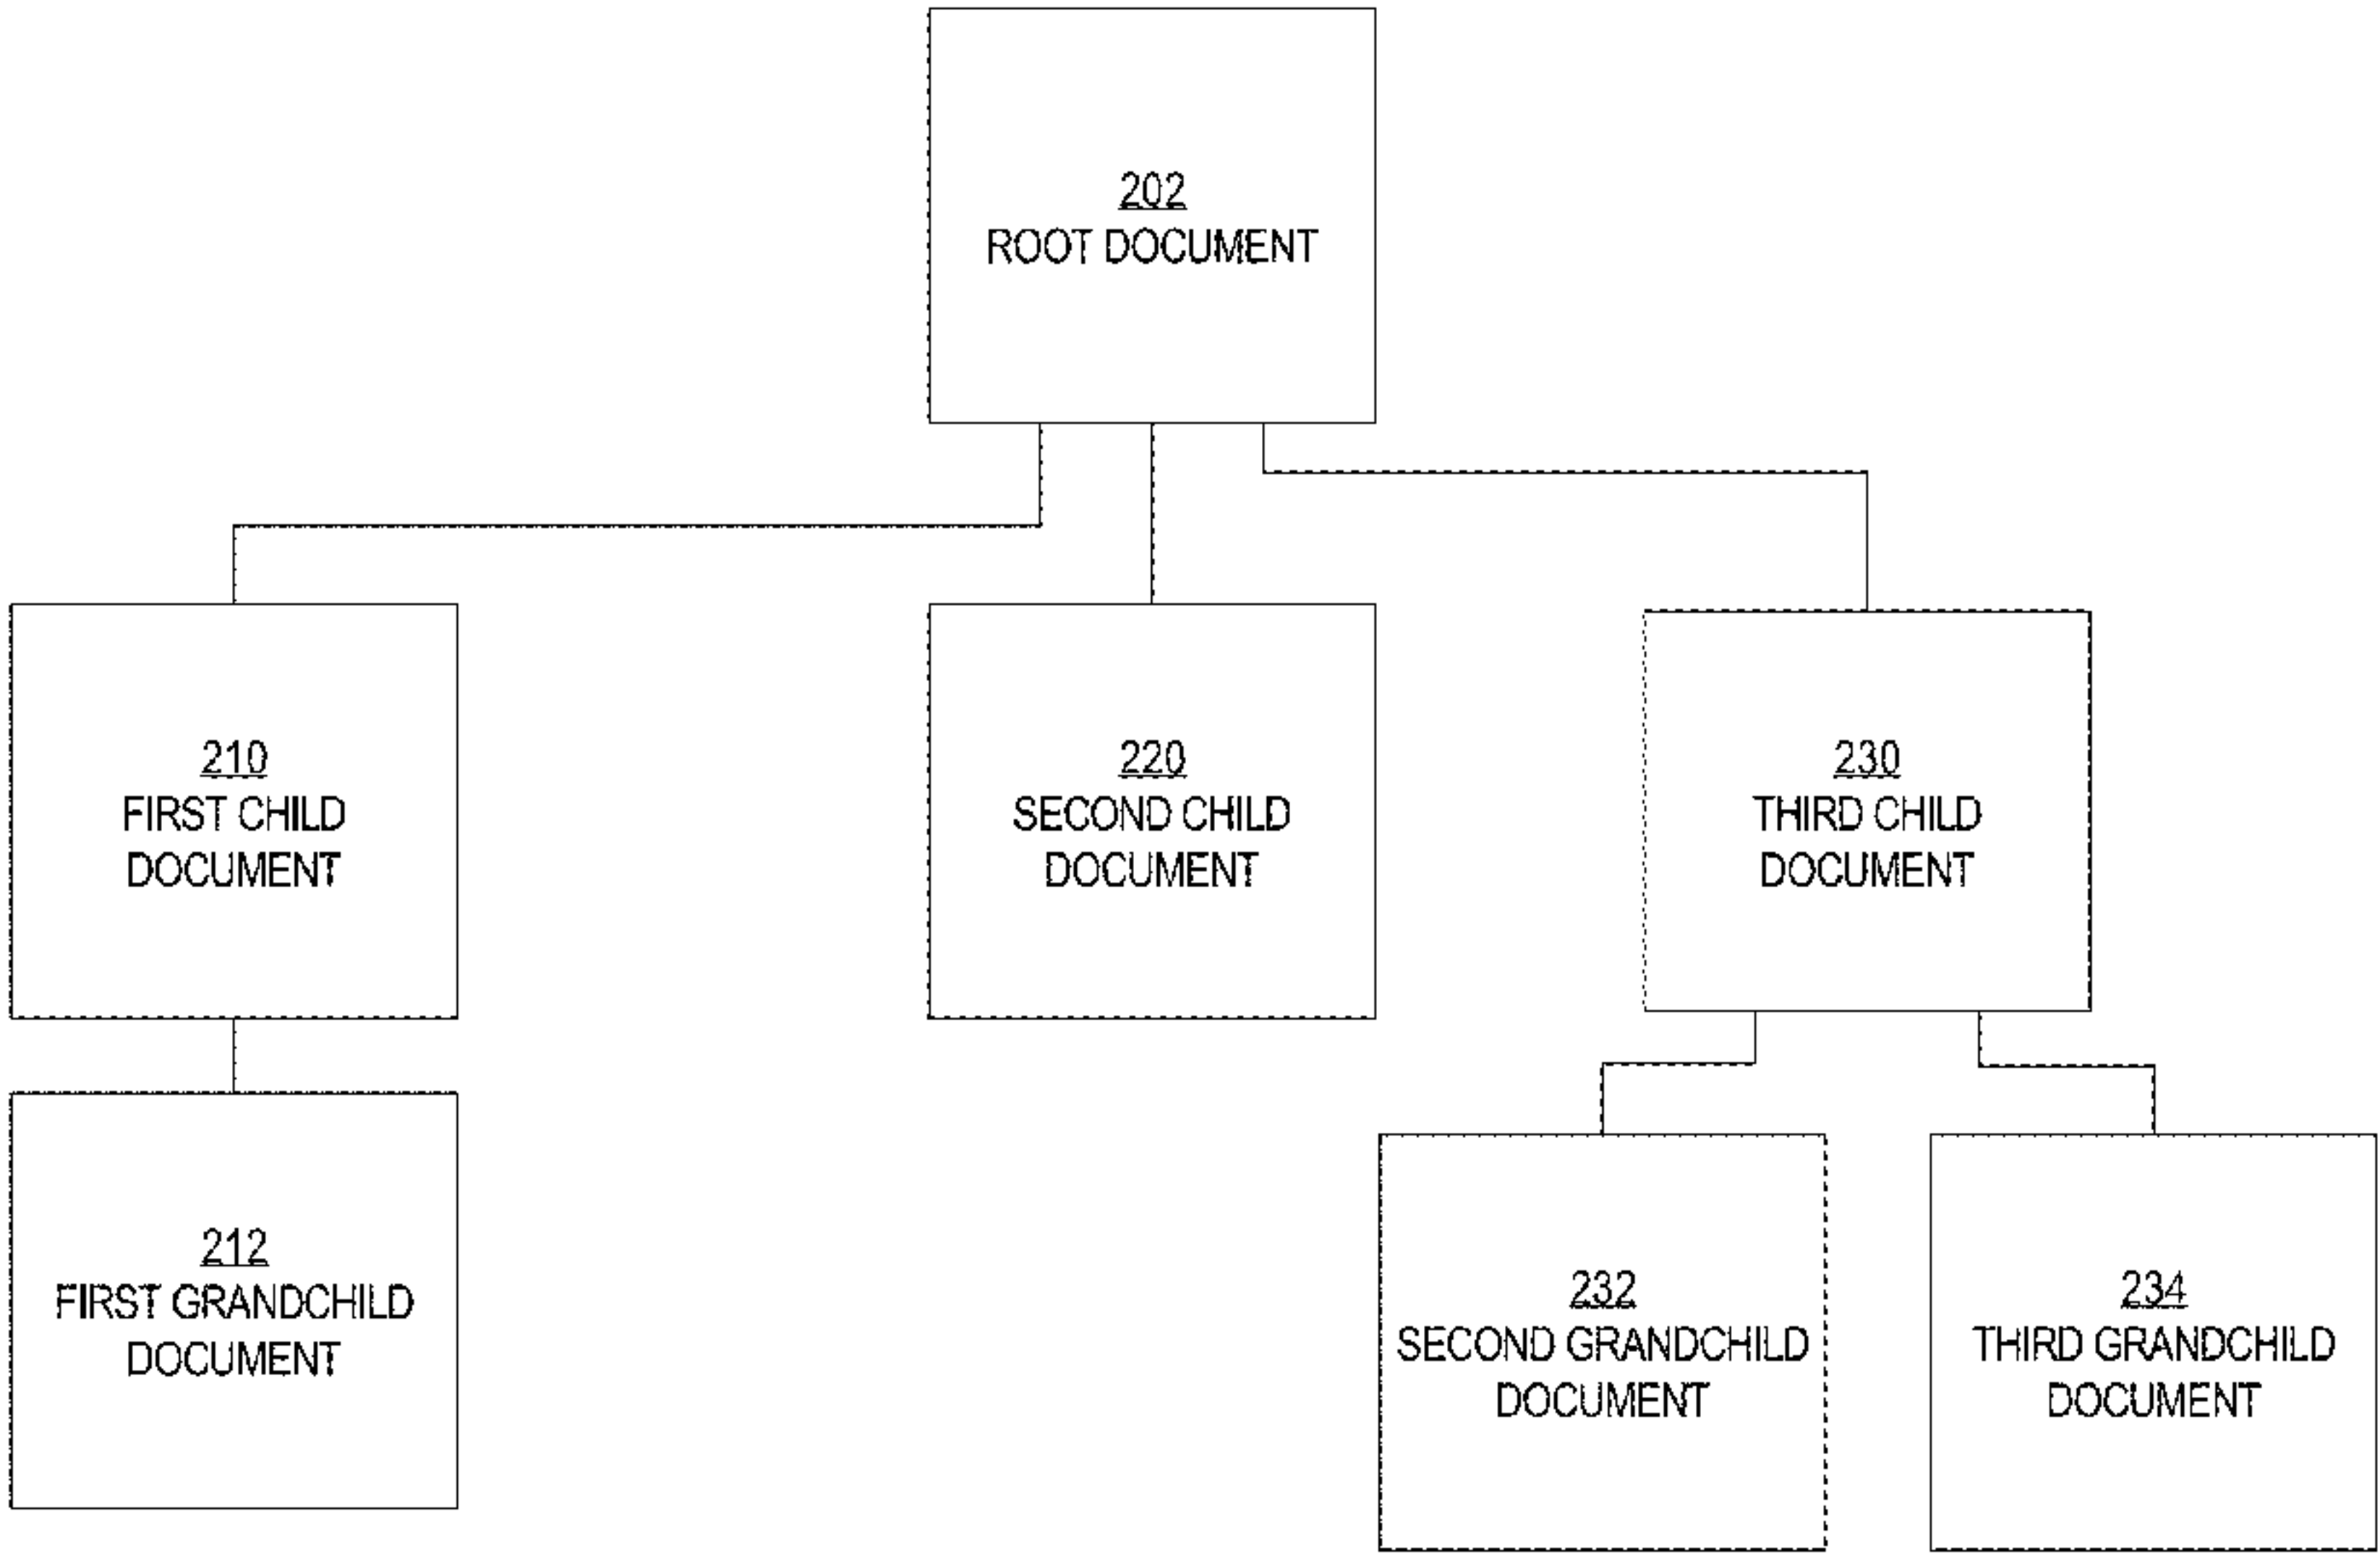 202
ROOT DOCUMENT
210
FIRST CHILD
DOCUMENT
220
SECOND CHILD
DOCUMENT
230
THIRD CHILD
DOCUMENT
212
FIRST GRANDCHILD
DOCUMENT
232
SECOND GRANDCHILD
DOCUMENT
234
THIRD GRANDCHILD
DOCUMENT